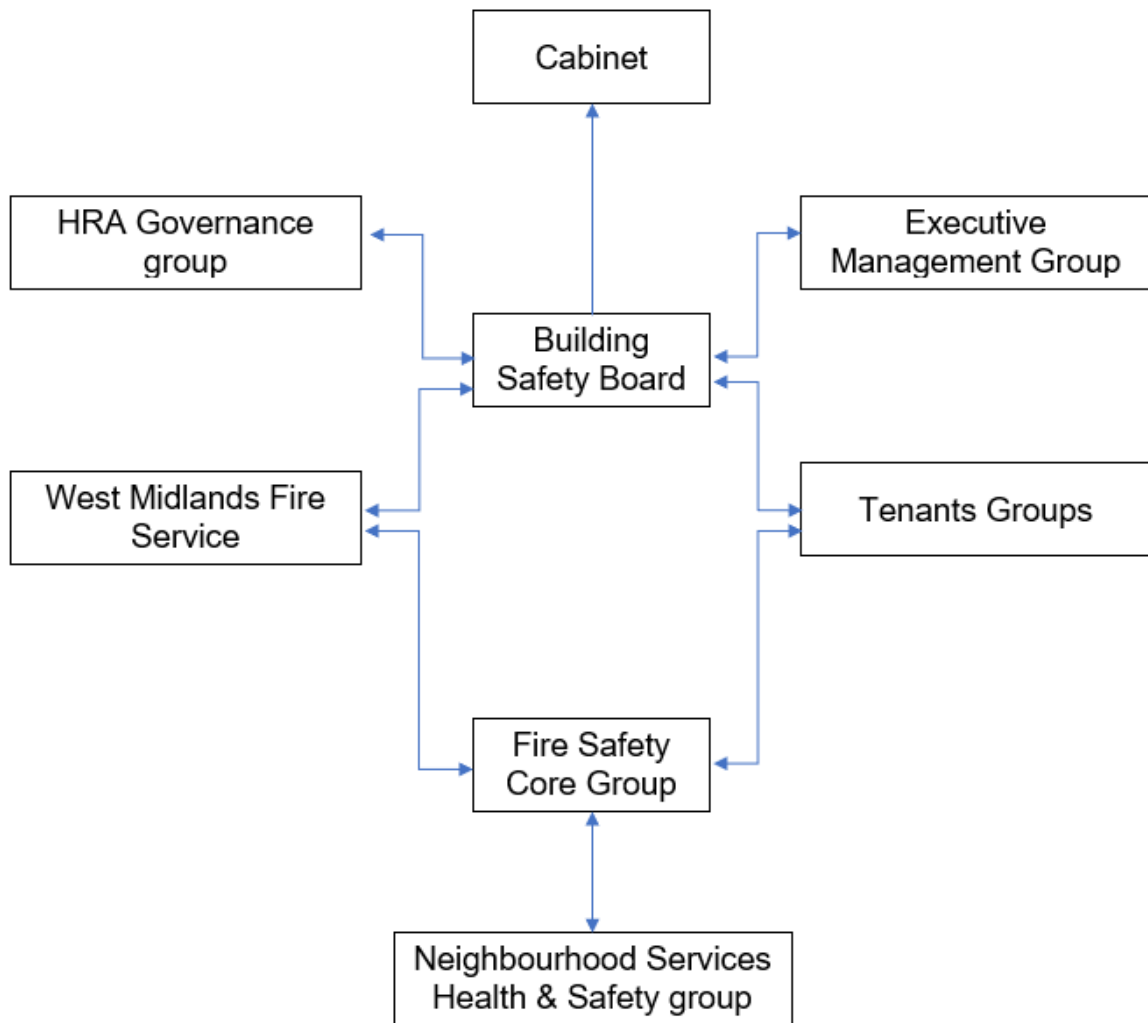 Cabinet
HRA Governance
group
Executive
Management Group
Building
Safety Board
West Midlands Fire
Service
Tenants Groups
Fire Safety
Core Group
Neighbourhood Services
Health & Safety group